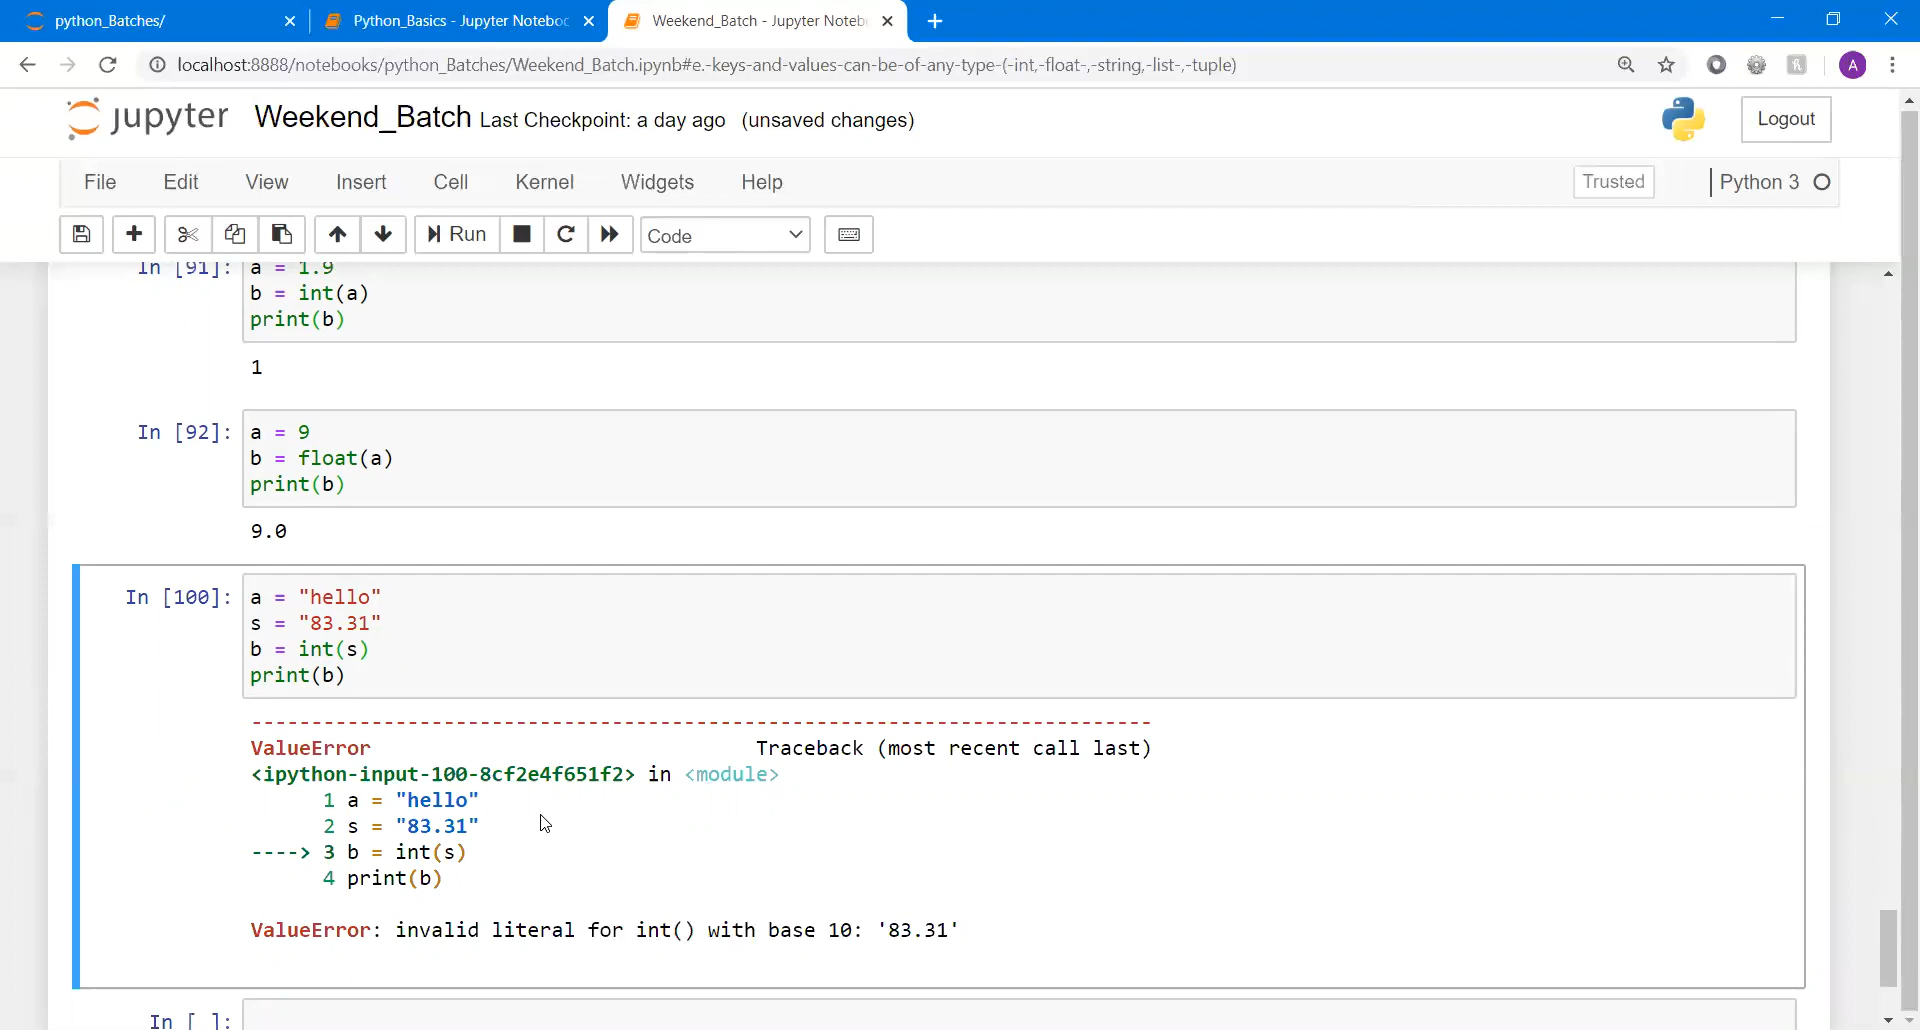 python_Batches/
Python_Basics - Jupyter Noteboo
Weekend_Batch - Jupyter Noteb
localhost:8888/notebooks/python_Batches/Weekend_Batch.ipynb#e.-keys-and-values-can-be-of-any-type-(-int,-float-,-string,-list-,-tuple)
A
jupyter Weekend_Batch Last Checkpoint: a day ago (unsaved changes)
Logout
File Edit View Insert Cell Kernel Widgets Help
Trusted
Python 3
Run
Code
In [91]: a = 1.9
b = int(a)
print(b)
1
In [92]: a = 9
b = float(a)
print(b)
9.0
In [100]: a = "hello"
s = "83.31"
b = int(s)
print(b)
---------------------------------------------------------------------------
ValueError Traceback (most recent call last)
<ipython-input-100-8cf2e4f651f2> in <module>
1 a = "hello"
2 s = "83.31"
----> 3 b = int(s)
4 print(b)
ValueError: invalid literal for int() with base 10: '83.31'
In [ ]: